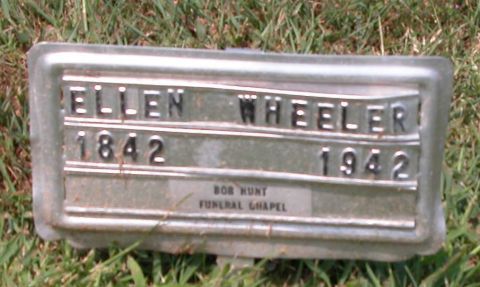 ELLEN WHEELER
1842 1942
BOB HUNT
FUNERAL CHAPEL